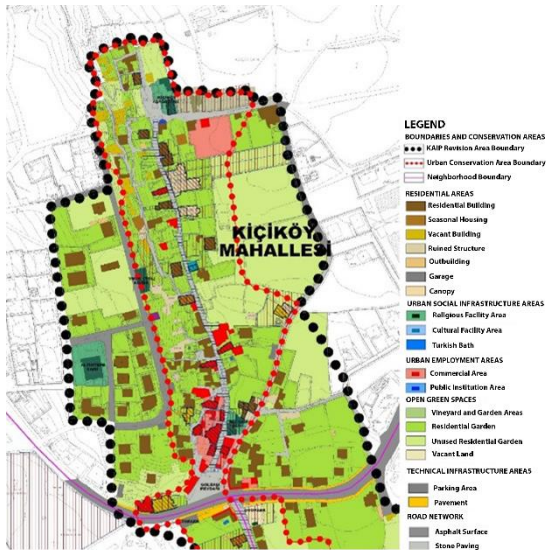 KİÇİKÖY
MAHALLESİ
LEGEND
BOUNDARIES AND CONSERVATION AREAS
KAIP Revision Area Boundary
Urban Conservation Area Boundary
Neighborhood Boundary
RESIDENTIAL AREAS
Residential Building
Seasonal Housing
Vacant Building
Ruined Structure
Outbuilding
Garage
Canopy
URBAN SOCIAL INFRASTRUCTURE AREAS
Religious Facility Area
Cultural Facility Area
Turkish Bath
URBAN EMPLOYMENT AREAS
Commercial Area
Public Institution Area
OPEN GREEN SPACES
Vineyard and Garden Areas
Residential Garden
Unused Residential Garden
Vacant Land
TECHNICAL INFRASTRUCTURE AREAS
Parking Area
Pavement
ROAD NETWORK
Asphalt Surface
Stone Paving